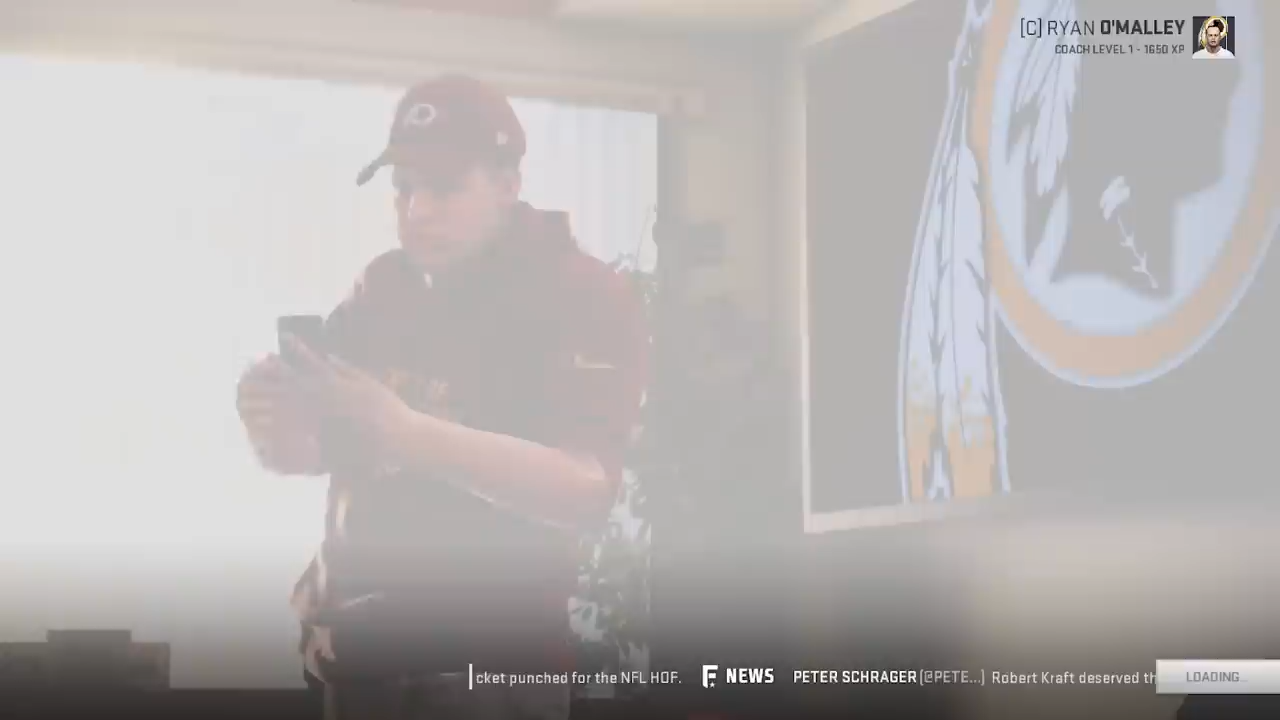 [C] RYAN O'MALLEY
COACH LEVEL 1 - 1650 XP
cket punched for the NFL HOF. F NEWS PETER SCHRAGER [@PETE...] Robert Kraft deserved th
LOADING...